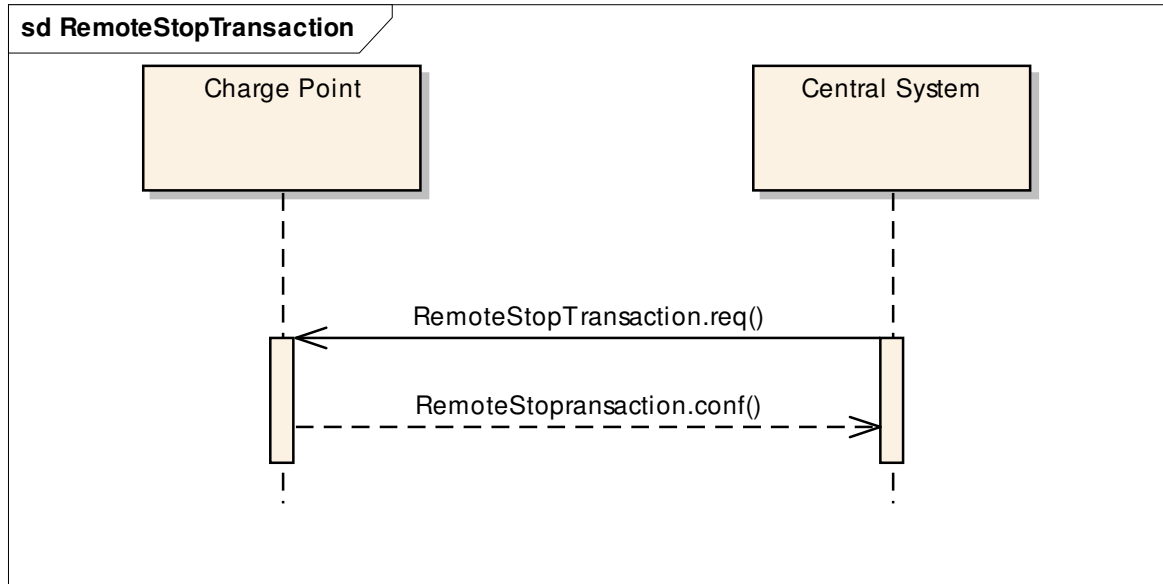 sd RemoteStopTransaction
Charge Point
Central System
RemoteStopTransaction.req()
RemoteStopransaction.conf()